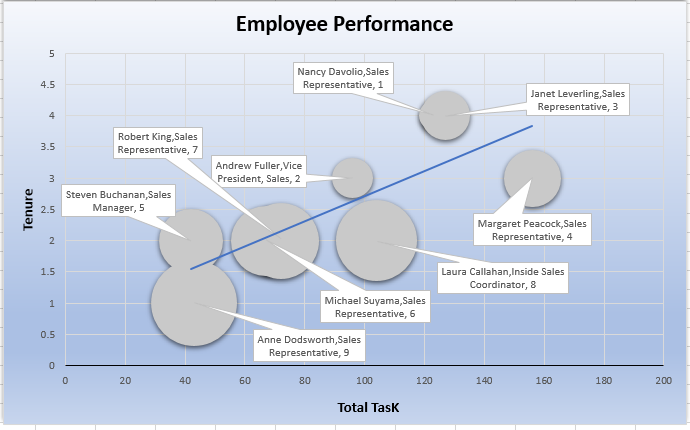 Employee Performance
5
4.5
4
3.5
3
2.5
2
1.5
1
0.5
0
Tenure
Nancy Davolio,Sales
Representative, 1
Janet Leverling,Sales
Representative, 3
Robert King,Sales
Representative, 7
Andrew Fuller,Vice
President, Sales, 2
Steven Buchanan,Sales
Manager, 5
Margaret Peacock,Sales
Representative, 4
Laura Callahan,Inside Sales
Coordinator, 8
Michael Suyama,Sales
Representative, 6
Anne Dodsworth,Sales
Representative, 9
0 20 40 60 80 100 120 140 160 180 200
Total TasK